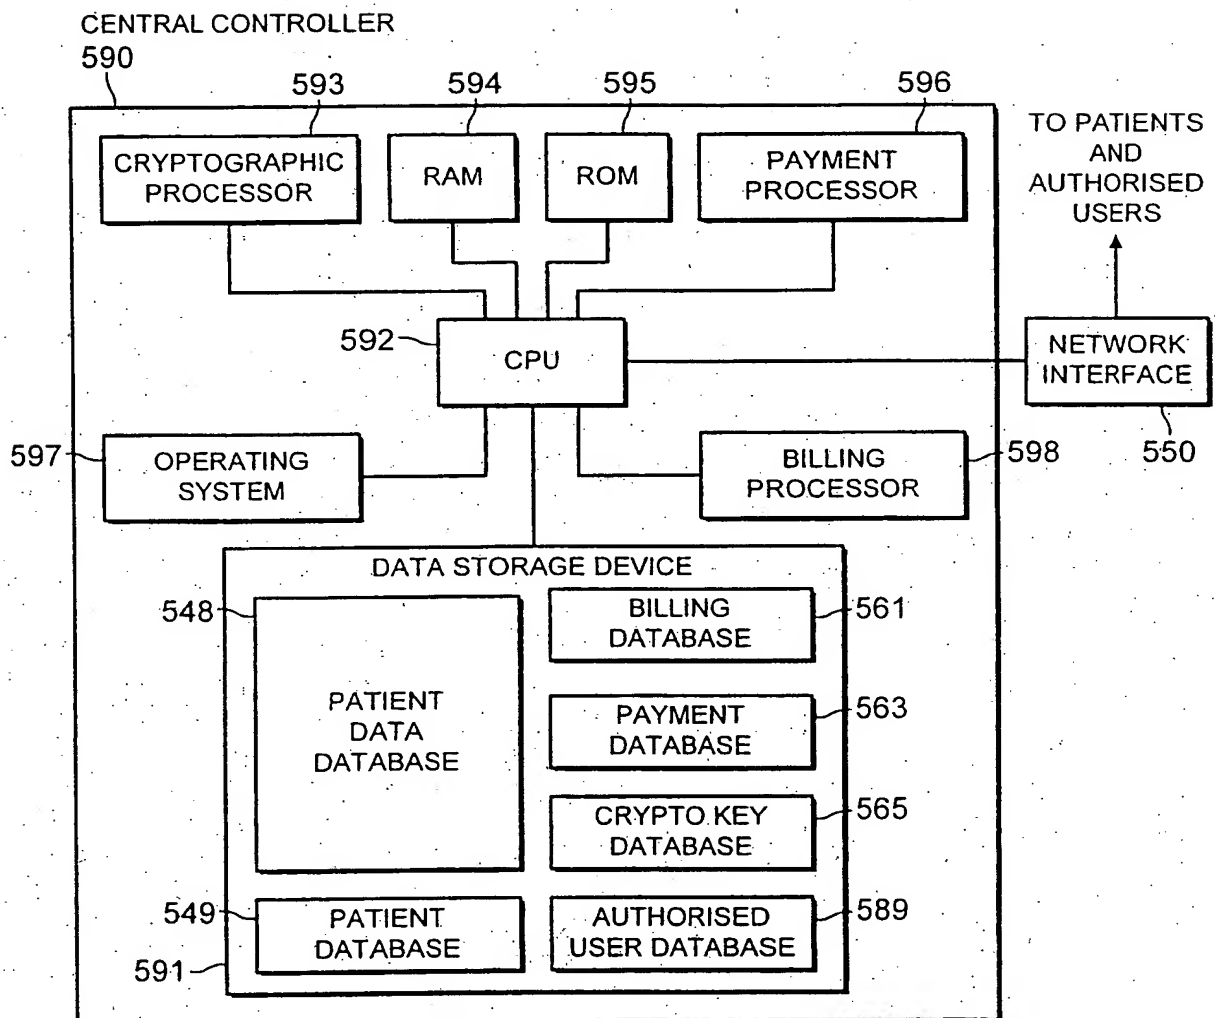 CENTRAL CONTROLLER
590
593
594
595
596
CRYPTOGRAPHIC
PROCESSOR
RAM
ROM
PAYMENT
PROCESSOR
TO PATIENTS
AND
AUTHORISED
USERS
592
CPU
NETWORK
INTERFACE
550
597
OPERATING
SYSTEM
BILLING
PROCESSOR
598
DATA STORAGE DEVICE
548
PATIENT
DATA
DATABASE
BILLING
DATABASE
561
PAYMENT
DATABASE
563
CRYPTO KEY
DATABASE
565
549
PATIENT
DATABASE
AUTHORISED
USER DATABASE
589
591